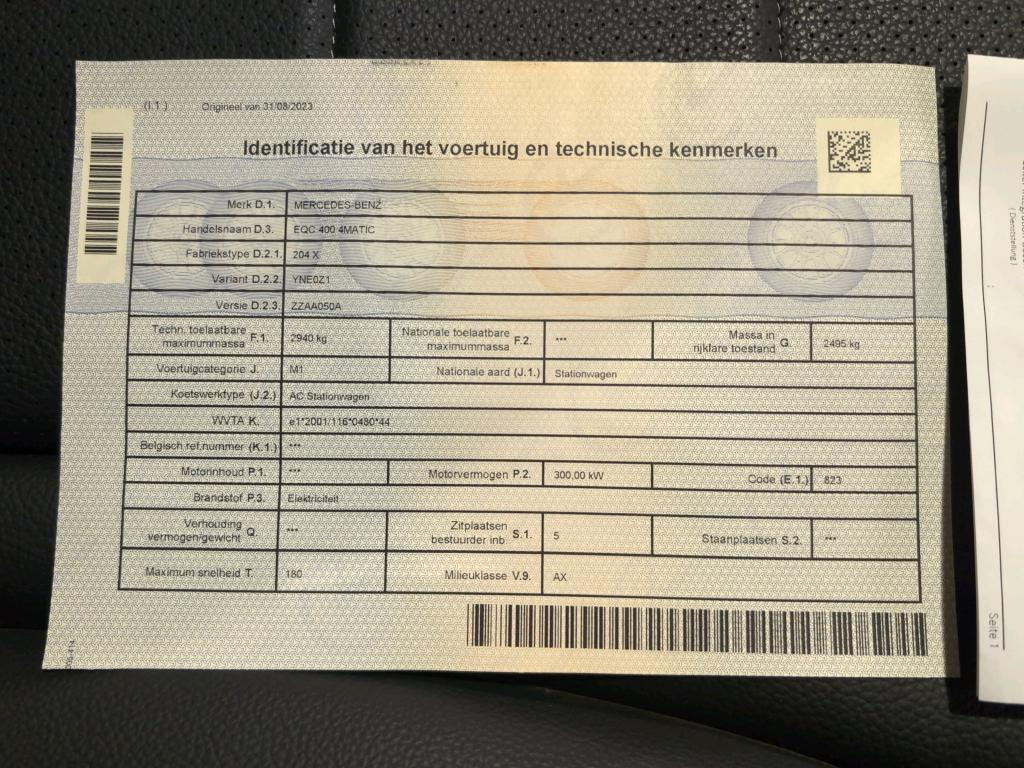 (I.1.) Origineel van 31/08/2023
Identificatie van het voertuig en technische kenmerken
Merk D.1. MERCEDES-BENZ
Handelsnaam D.3. EQC 400 4MATIC
Fabriekstype D.2.1. 204 X
Variant D.2.2. YNE0Z1
Versie D.2.3. ZZAA050A
Techn. toelaatbare maximummassa F.1. 2940 kg Nationale toelaatbare maximummassa F.2. *** Massa in rijklare toestand G. 2495 kg
Voertuigcategorie J. M1 Nationale aard (J.1.) Stationwagen
Koetswerktype (J.2.) AC Stationwagen
WVTA K. e1*2001/116*0480*44
Belgisch ref.nummer (K.1.) ***
Motorinhoud P.1. *** Motorvermogen P.2. 300,00 kW Code (E.1.) 823
Brandstof P.3. Elektriciteit
Verhouding vermogen/gewicht Q. *** Zitplaatsen bestuurder inb. S.1. 5 Staanplaatsen S.2. ***
Maximum snelheid T. 180 Milieuklasse V.9. AX
(Dienststellung)
Seite 1